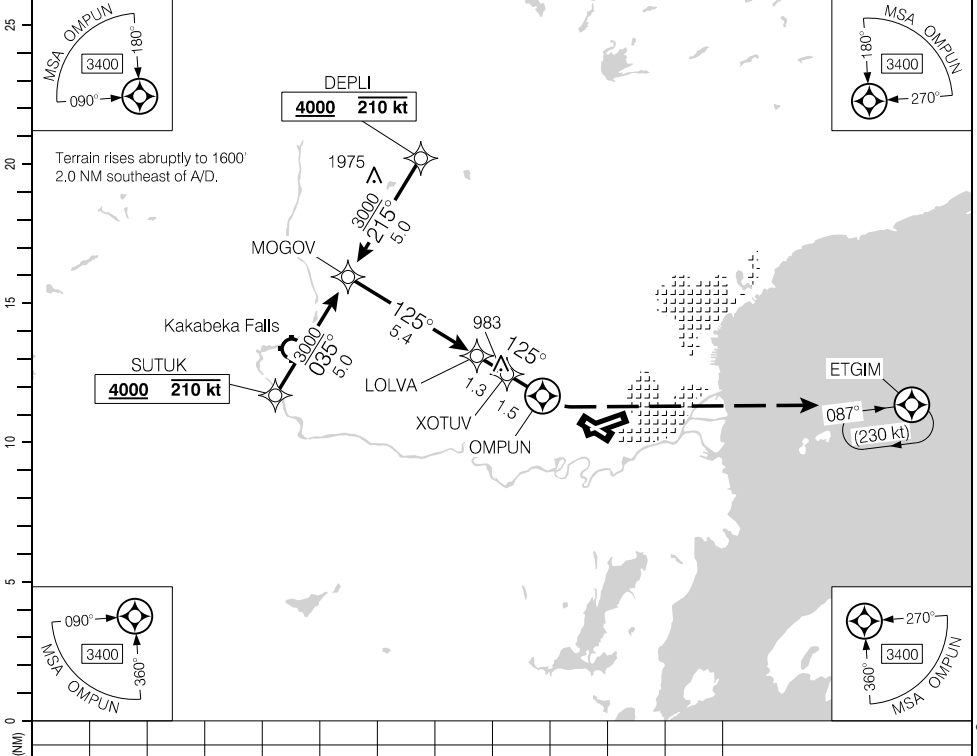 25
MSA OMPUN
180°
3400
090°
MSA OMPUN
180°
3400
270°
DEPLI
4000 210 kt
Terrain rises abruptly to 1600'
2.0 NM southeast of A/D.
20
1975
3000
215°
5.0
MOGOV
15
125°
5.4
Kakabeka Falls
983
125°
3000
035°
5.0
SUTUK
4000 210 kt
LOLVA
1.3
XOTUV
1.5
OMPUN
ETGIM
087°
(230 kt)
10
5
090°
3400
360°
MSA OMPUN
270°
3400
360°
MSA OMPUN
0
(NM)